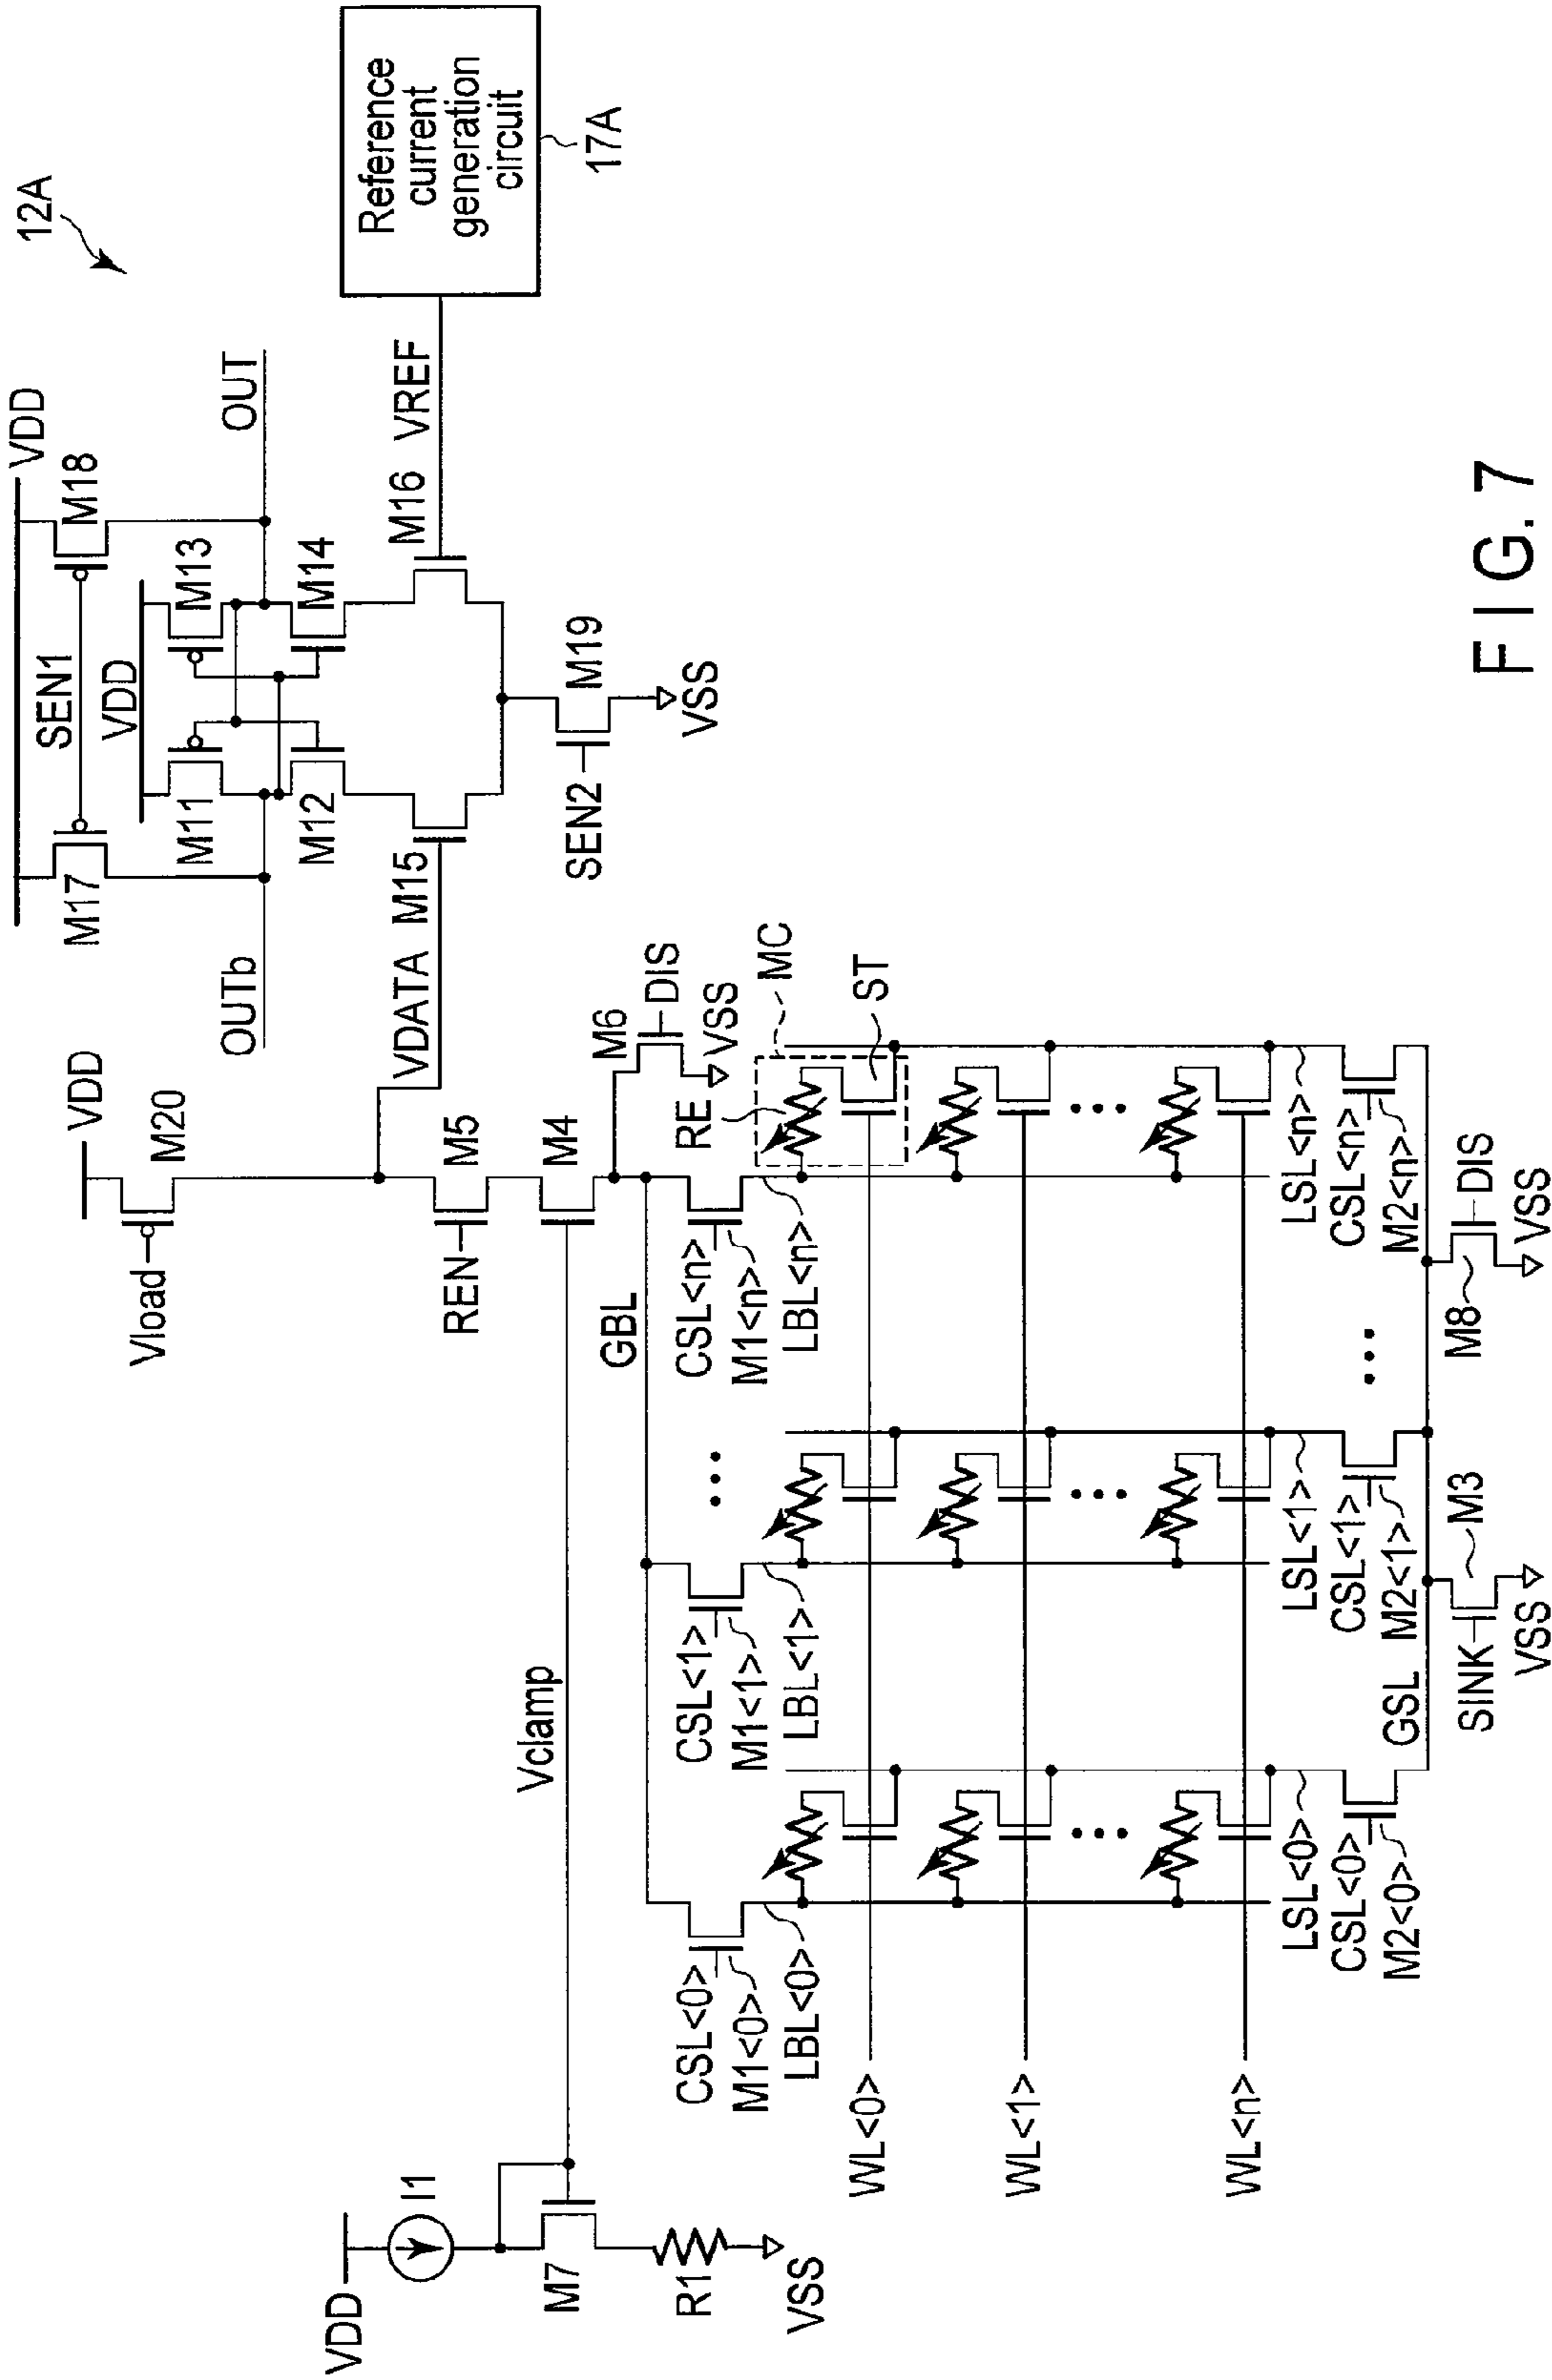 12A
VDD
SEN1
M17
M18
VDD
M11
M13
OUTb
OUT
M12
M14
VDD
Vload
M20
VDATA
M15
M16
VREF
Reference
current
generation
circuit
17A
REN
M5
SEN2
M19
VSS
VDD
I1
M7
R1
VSS
Vclamp
M4
M6
DIS
VSS
GBL
CSL<0>
M1<0>
LBL<0>
CSL<1>
M1<1>
LBL<1>
CSL<n>
M1<n>
LBL<n>
RE
MC
ST
WL<0>
WL<1>
WL<n>
LSL<0>
CSL<0>
M2<0>
LSL<1>
CSL<1>
M2<1>
LSL<n>
CSL<n>
M2<n>
GSL
SINK
M3
VSS
M8
DIS
VSS
FIG. 7